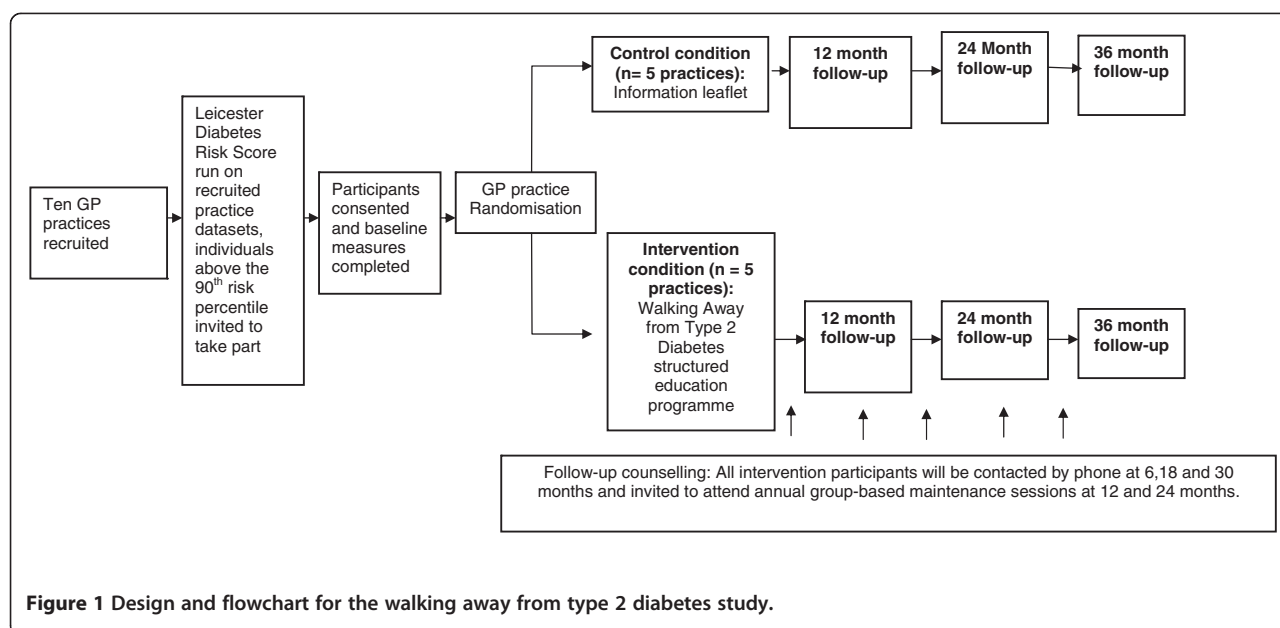 Ten GP
practices
recruited
Leicester
Diabetes
Risk Score
run on
recruited
practice
datasets,
individuals
above the
90th risk
percentile
invited to
take part
Participants
consented
and baseline
measures
completed
GP practice
Randomisation
Control condition
(n= 5 practices):
Information leaflet
12 month
follow-up
24 Month
follow-up
36 month
follow-up
Intervention
condition (n = 5
practices):
Walking Away
from Type 2
Diabetes
structured
education
programme
12 month
follow-up
24 month
follow-up
36 month
follow-up
Follow-up counselling: All intervention participants will be contacted by phone at 6,18 and 30
months and invited to attend annual group-based maintenance sessions at 12 and 24 months.
Figure 1 Design and flowchart for the walking away from type 2 diabetes study.